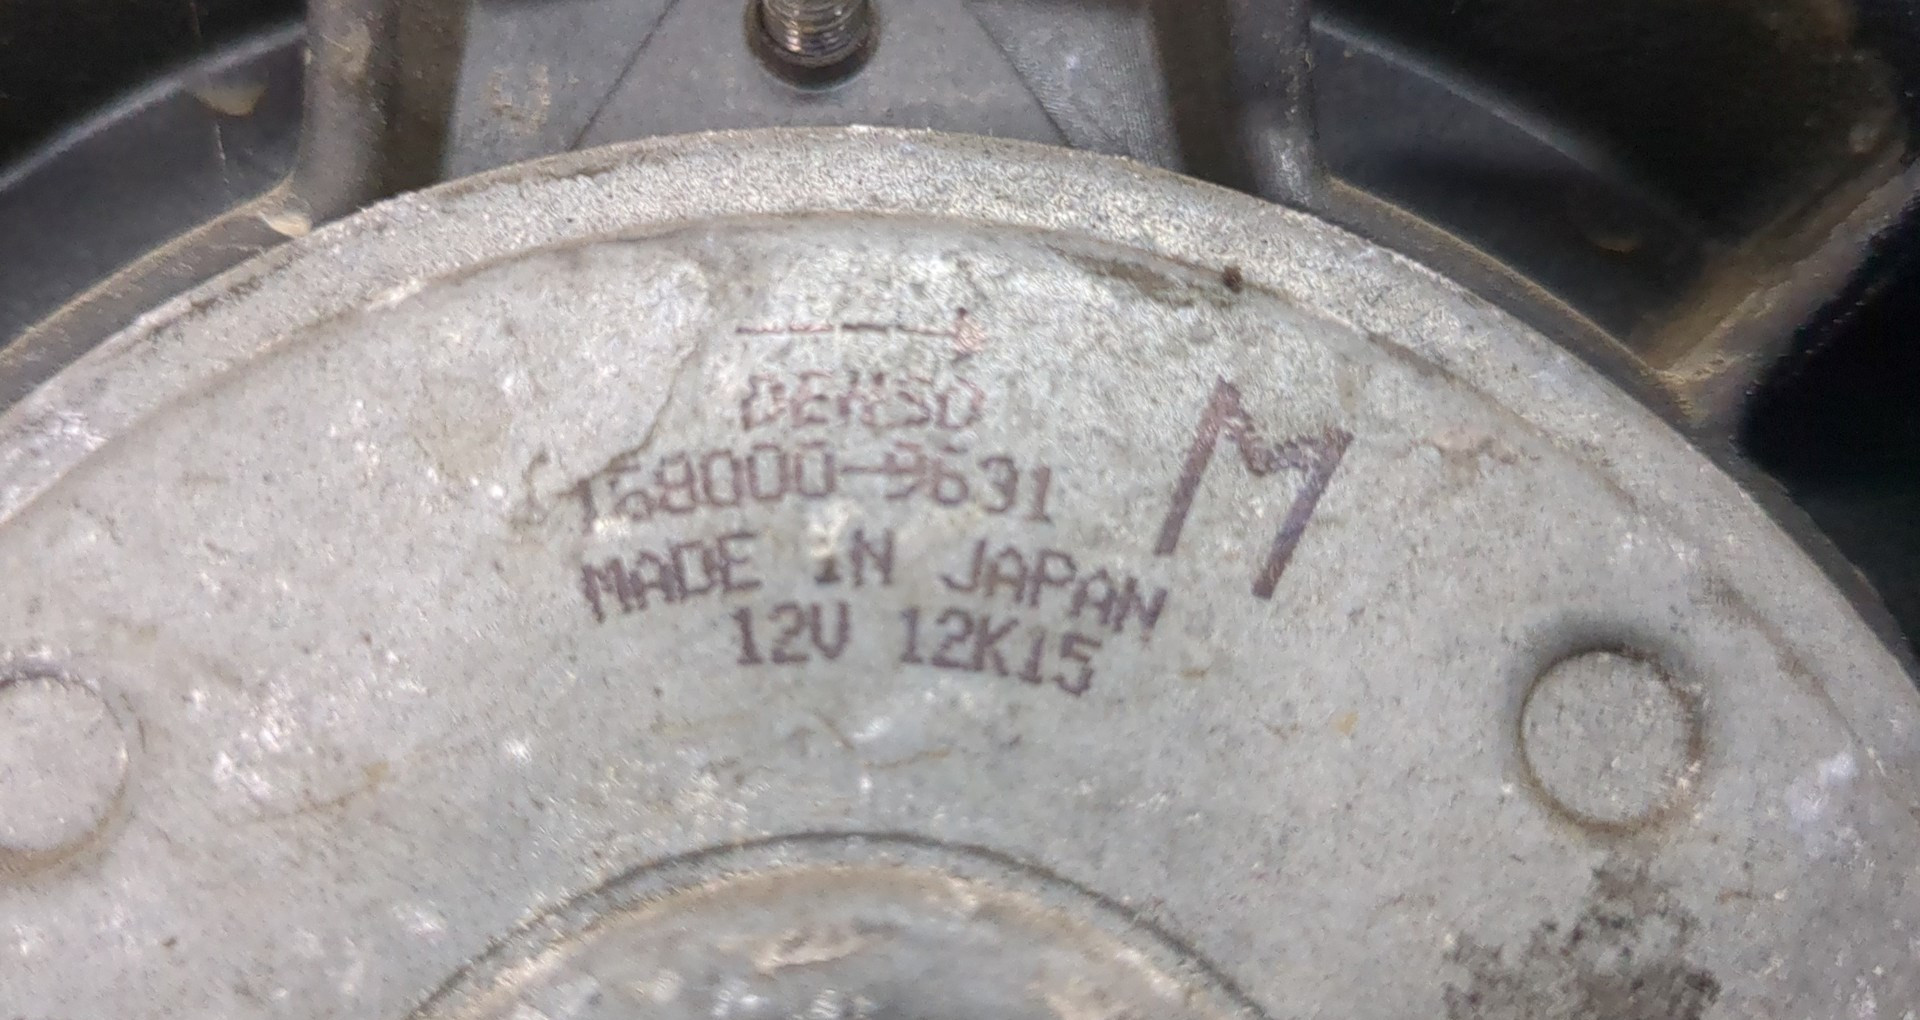 DENSO
168000-9631
MADE IN JAPAN
12V 12K15
M